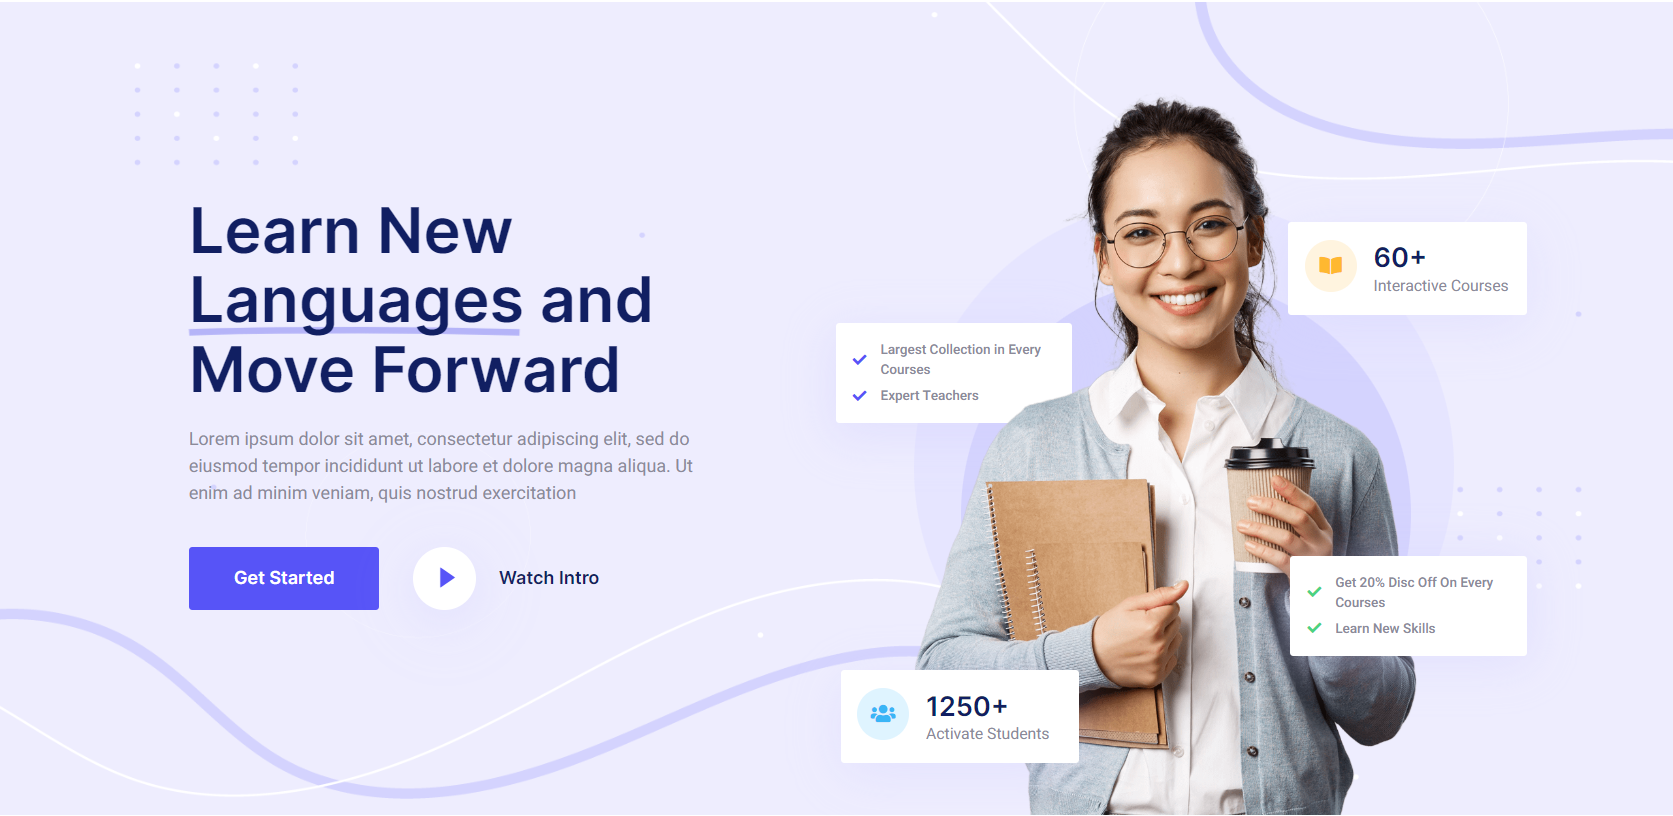 Learn New
Languages and
Move Forward
Lorem ipsum dolor sit amet, consectetur adipiscing elit, sed do
eiusmod tempor incididunt ut labore et dolore magna aliqua. Ut
enim ad minim veniam, quis nostrud exercitation
Get Started
Watch Intro
60+
Interactive Courses
Largest Collection in Every
Courses
Expert Teachers
Get 20% Disc Off On Every
Courses
Learn New Skills
1250+
Activate Students